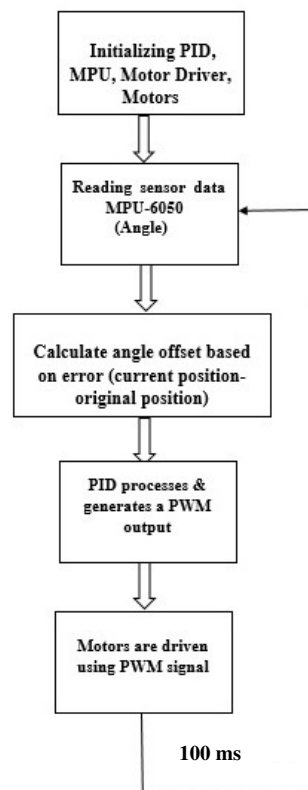 Initializing PID,
MPU, Motor Driver,
Motors
Reading sensor data
MPU-6050
(Angle)
Calculate angle offset based
on error (current position-
original position)
PID processes &
generates a PWM
output
Motors are driven
using PWM signal
100 ms